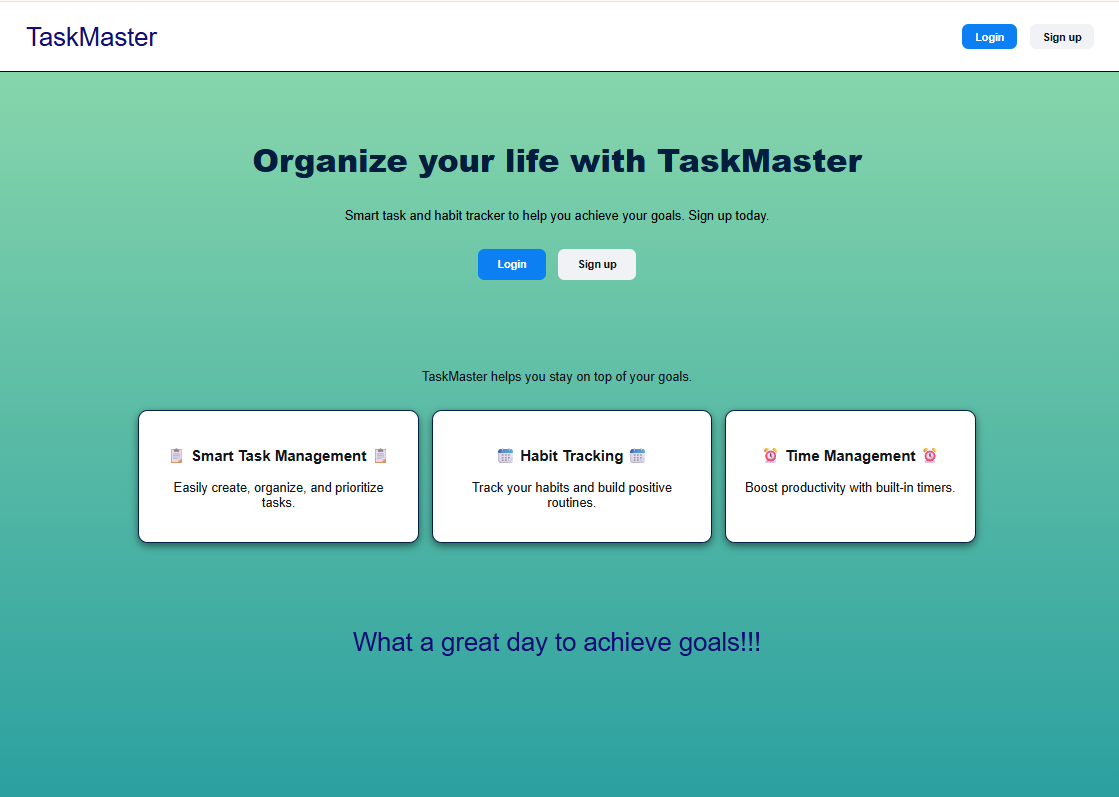 TaskMaster
Login
Sign up
Organize your life with TaskMaster
Smart task and habit tracker to help you achieve your goals. Sign up today.
Login
Sign up
TaskMaster helps you stay on top of your goals.
Smart Task Management
Easily create, organize, and prioritize
tasks.
Habit Tracking
Track your habits and build positive
routines.
Time Management
Boost productivity with built-in timers.
What a great day to achieve goals!!!